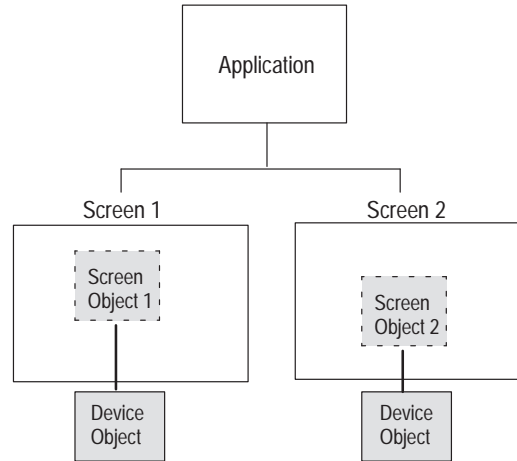 Application
Screen 1
Screen 2
Screen
Object 1
Screen
Object 2
Device
Object
Device
Object